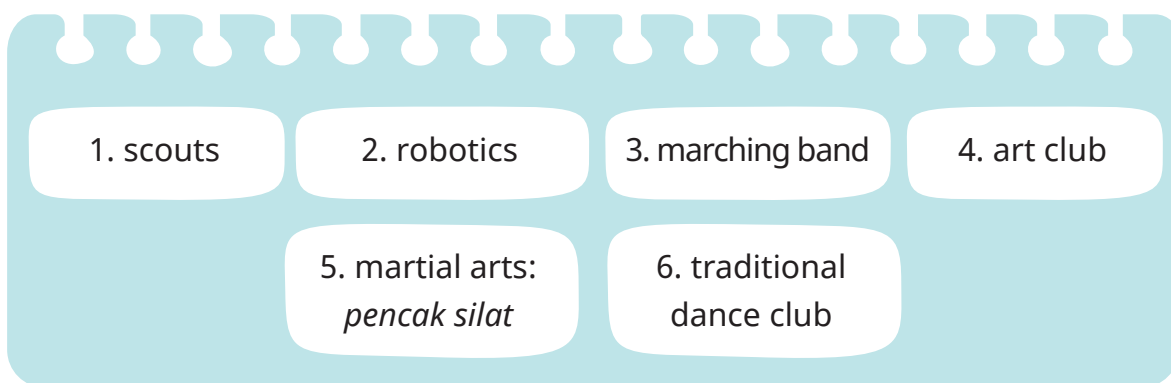 1. scouts
2. robotics
3. marching band
4. art club
5. martial arts:
pencak silat
6. traditional
dance club